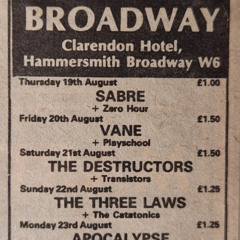 BROADWAY
Clarendon Hotel,
Hammersmith Broadway W6
Thursday 19th August £1.00
SABRE
+ Zero Hour
Friday 20th August £1.50
VANE
+ Playschool
Saturday 21st August £1.50
THE DESTRUCTORS
+ Transistors
Sunday 22nd August £1.25
THE THREE LAWS
+ The Catatonics
Monday 23rd August £1.25
APOCALYPSE